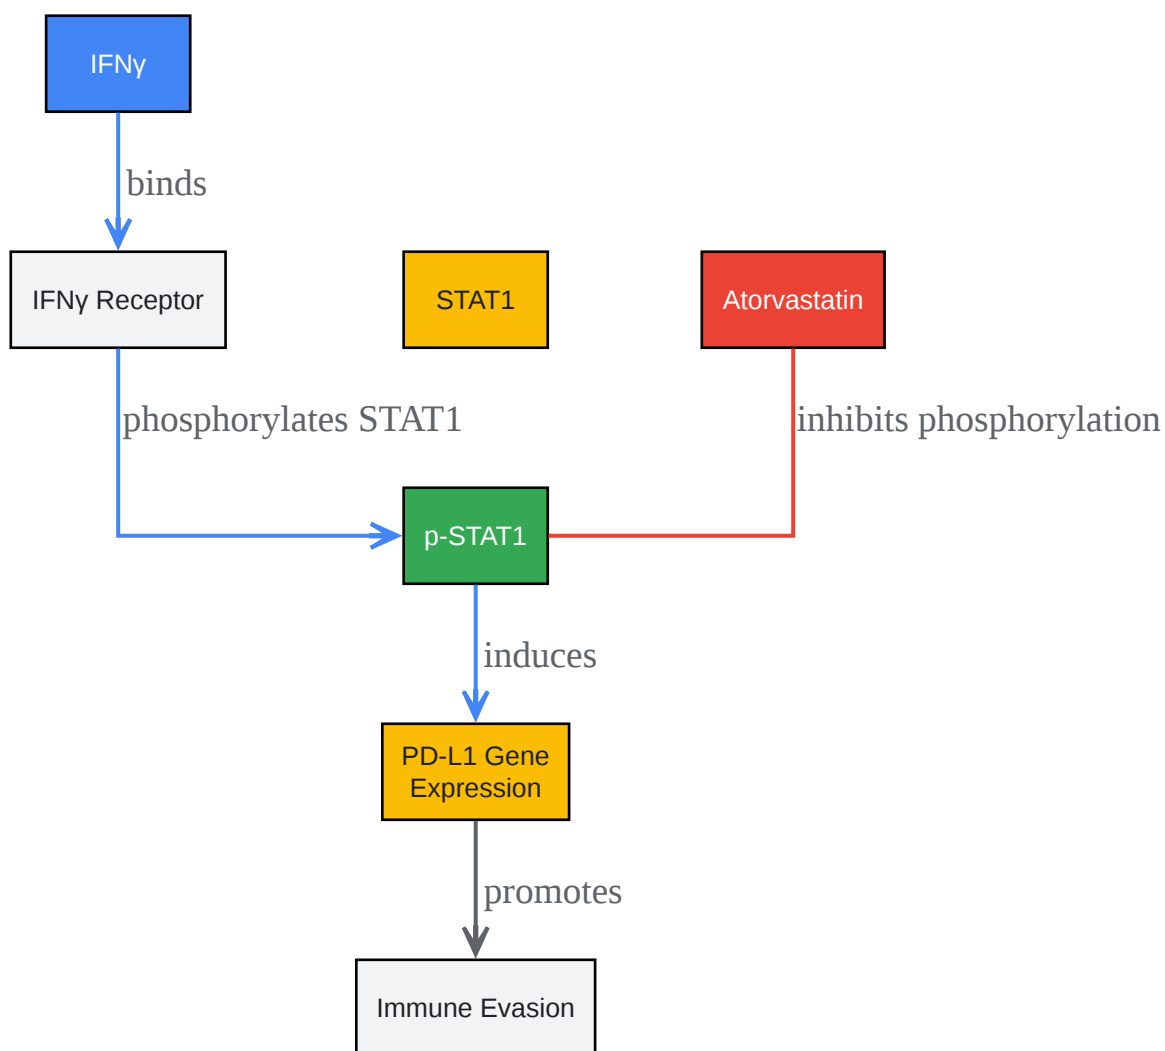 IFNγ
binds
IFNγ Receptor
STAT1
Atorvastatin
phosphorylates STAT1
inhibits phosphorylation
p-STAT1
induces
PD-L1 Gene
Expression
promotes
Immune Evasion